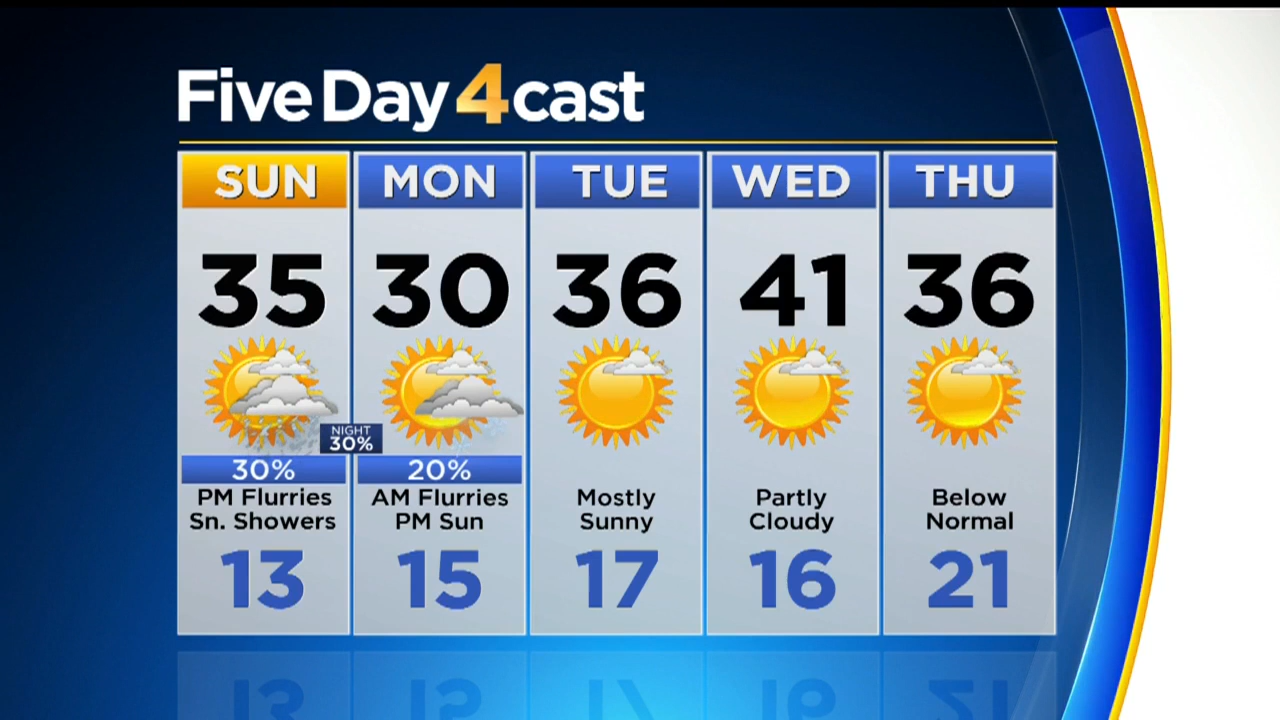 Five Day 4cast
SUN MON TUE WED THU
35 30 36 41 36
NIGHT
30%
30% 20%
PM Flurries
Sn. Showers
AM Flurries
PM Sun
Mostly
Sunny
Partly
Cloudy
Below
Normal
13 15 17 16 21